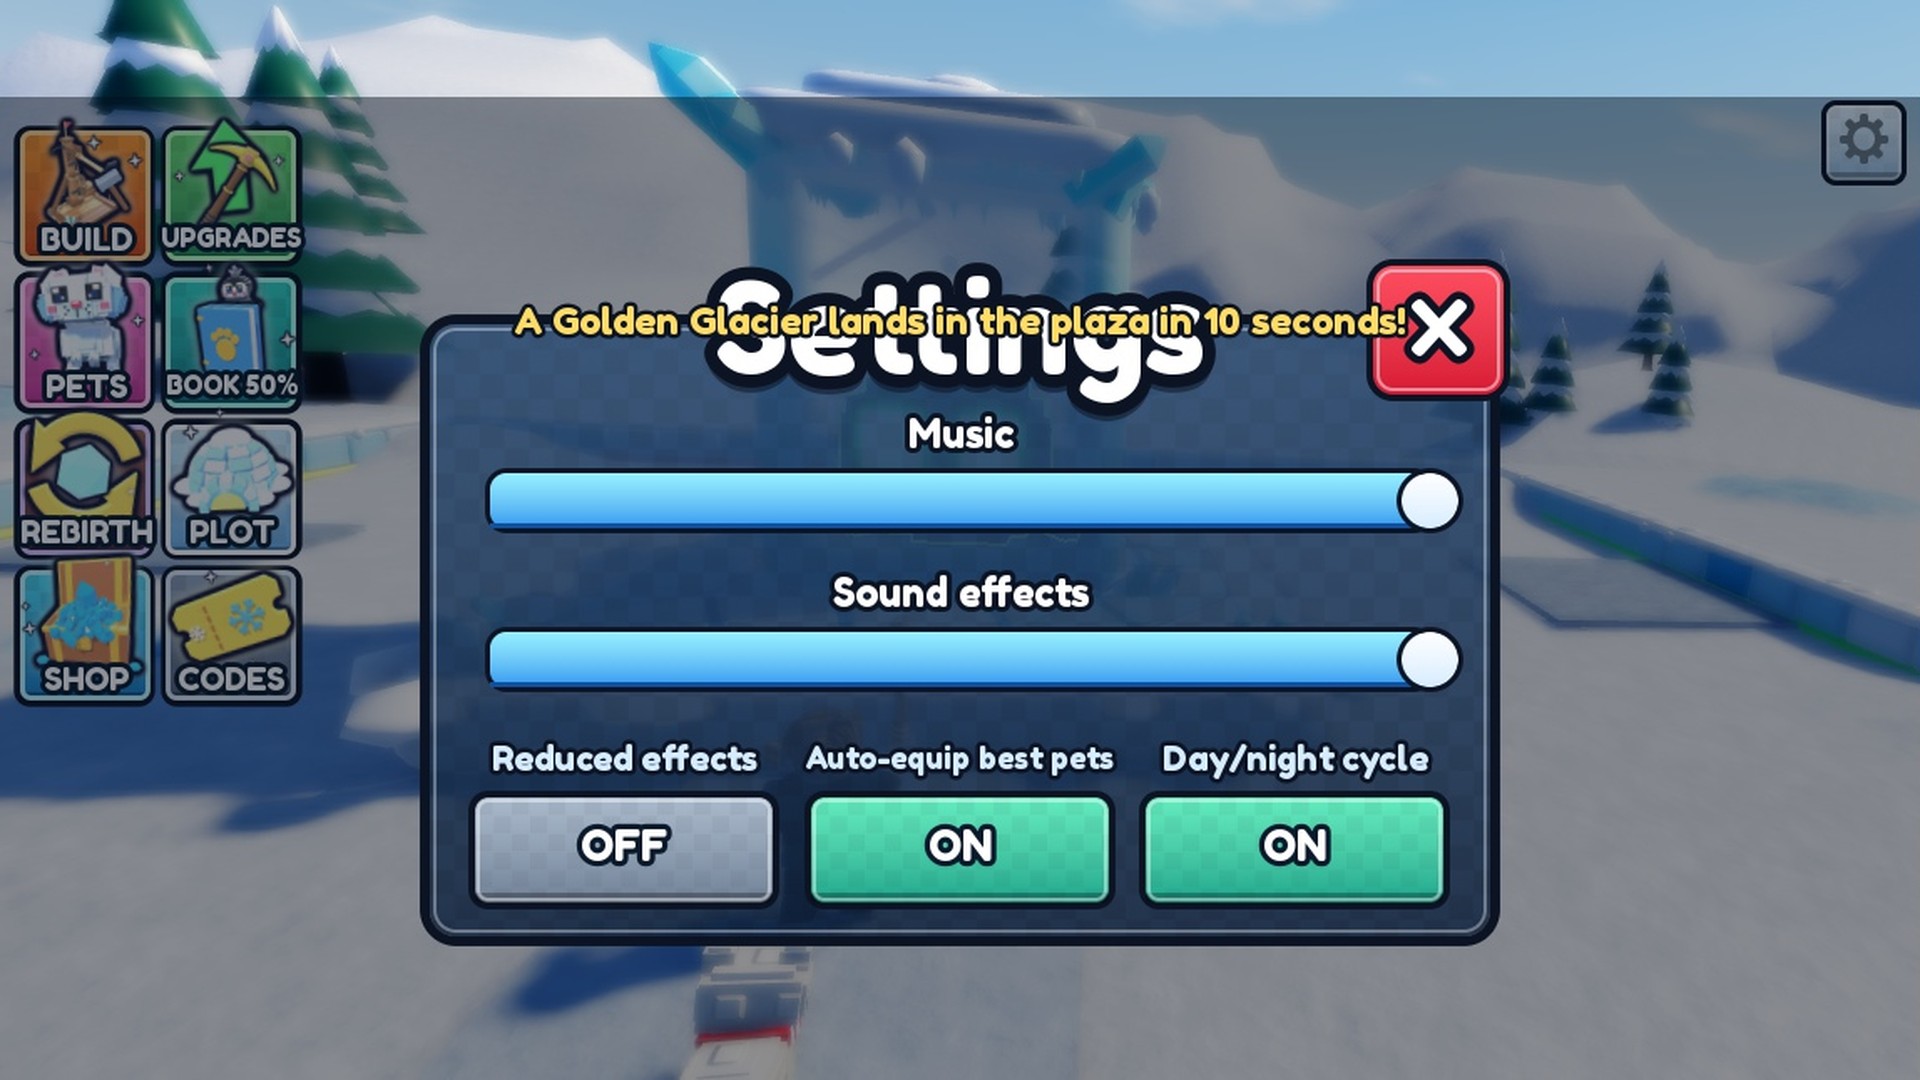 BUILD
UPGRADES
PETS
BOOK 50%
REBIRTH
PLOT
SHOP
CODES
Settings
A Golden Glacier lands in the plaza in 10 seconds!
Music
Sound effects
Reduced effects
Auto-equip best pets
Day/night cycle
OFF
ON
ON